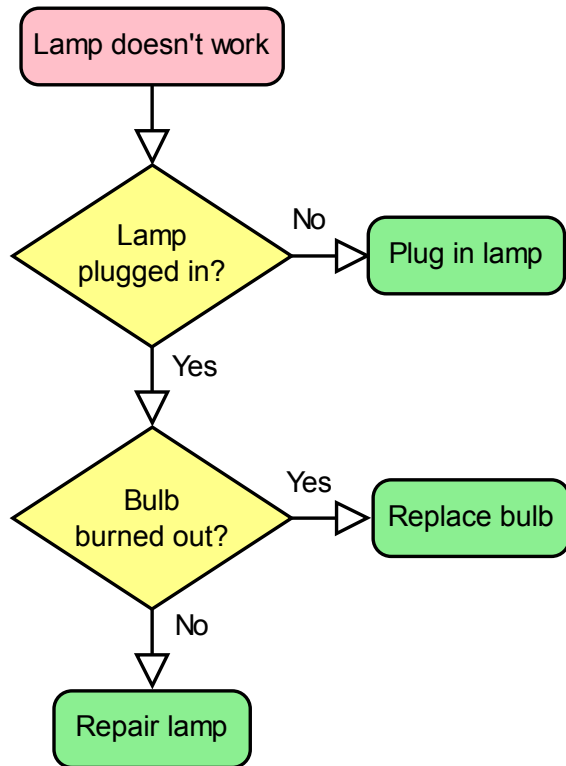 Lamp doesn't work
Lamp
plugged in?
No
Plug in lamp
Yes
Bulb
burned out?
Yes
Replace bulb
No
Repair lamp